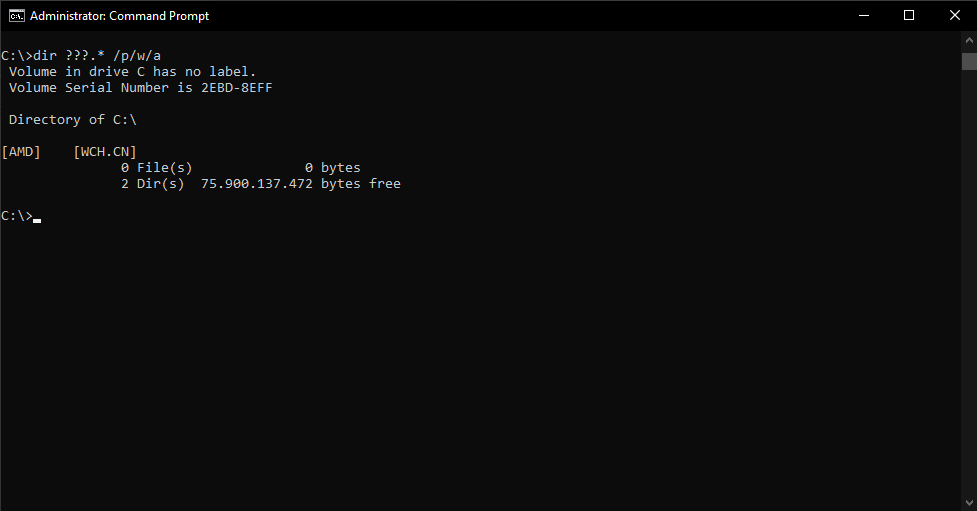 Administrator: Command Prompt
C:\>dir ???.* /p/w/a
Volume in drive C has no label.
Volume Serial Number is 2EBD-8EFF
Directory of C:\
[AMD]    [WCH.CN]
0 File(s)              0 bytes
2 Dir(s)  75.900.137.472 bytes free
C:\>